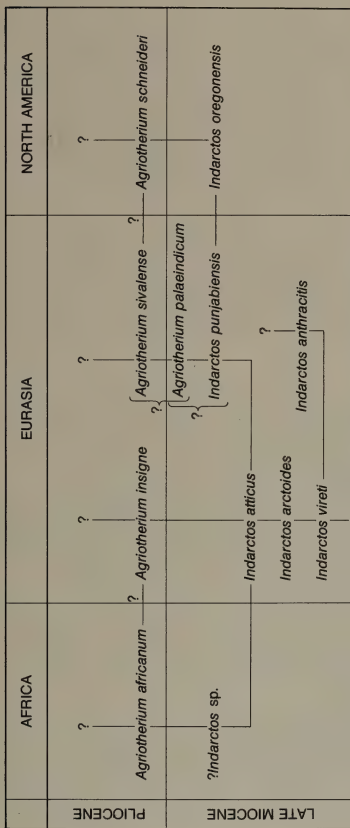 AFRICA
EURASIA
NORTH AMERICA
PLIOCENE
?
?
?
?
Agriotherium africanum
?
Agriotherium insigne
?
Agriotherium sivalense
?
Agriotherium schneideri
Agriotherium palaeindicum
LATE MIOCENE
?Indarctos sp.
?
Indarctos punjabiensis
Indarctos oregonensis
Indarctos atticus
Indarctos arctoides
?
Indarctos vireti
Indarctos anthracitis